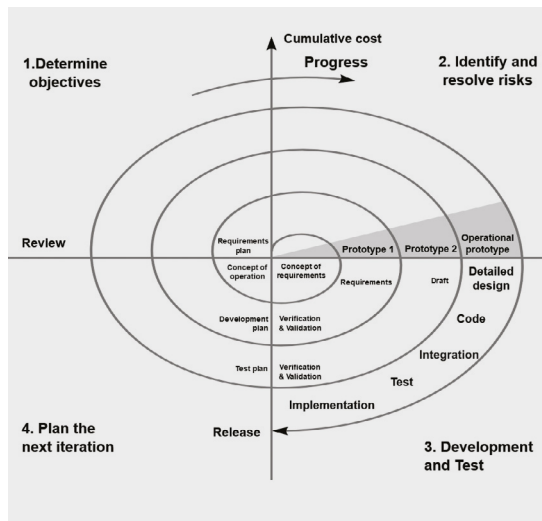 Cumulative cost
Progress
1.Determine
objectives
2. Identify and
resolve risks
Review
Requirements
plan
Prototype 1
Prototype 2
Operational
prototype
Concept of
operation
Concept of
requirements
Requirements
Draft
Detailed
design
Development
plan
Verification
& Validation
Code
Integration
Test plan
Verification
& Validation
Test
Implementation
Release
4. Plan the
next iteration
3. Development
and Test